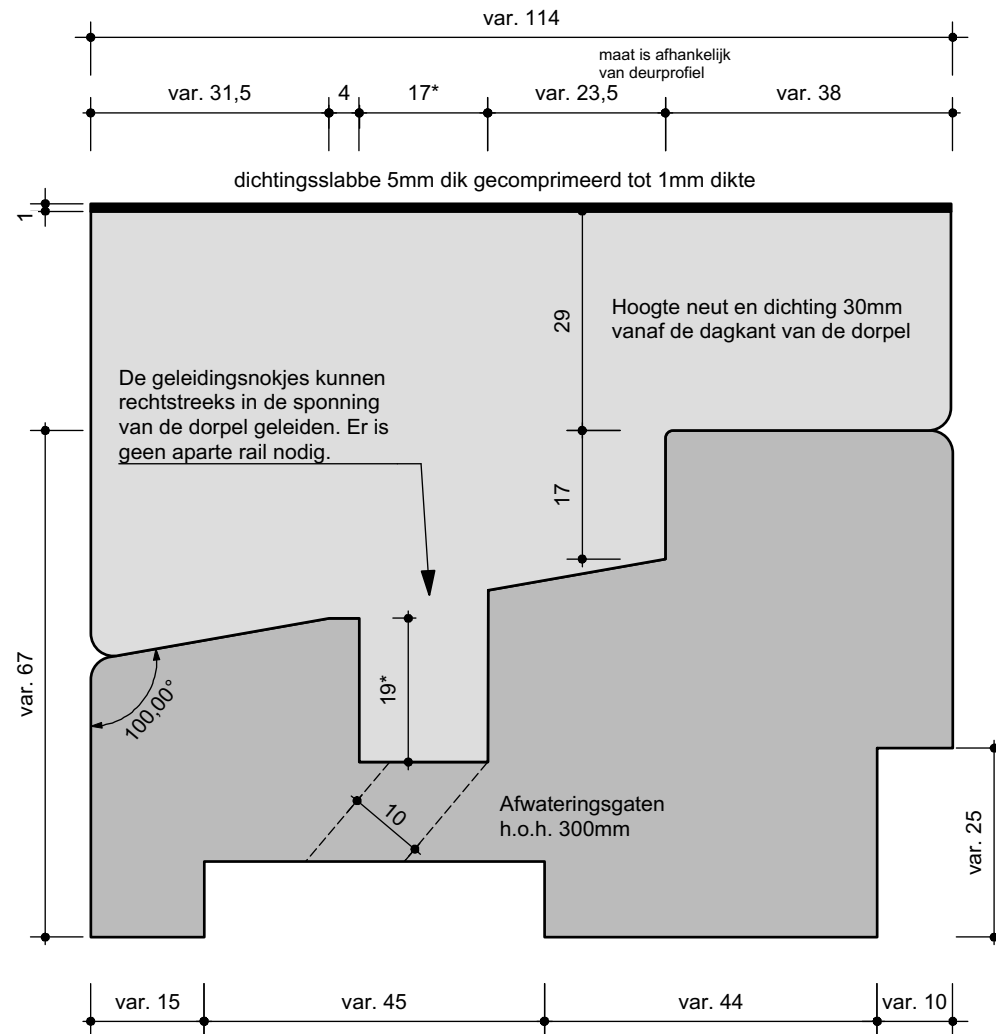 var. 114
maat is afhankelijk
van deurprofiel
var. 31,5
4
17*
var. 23,5
var. 38
dichtingsslabbe 5mm dik gecomprimeerd tot 1mm dikte
1
29
Hoogte neut en dichting 30mm
vanaf de dagkant van de dorpel
De geleidingsnokjes kunnen
rechtstreeks in de sponning
van de dorpel geleiden. Er is
geen aparte rail nodig.
17
var. 67
19*
100,00°
10
Afwateringsgaten
h.o.h. 300mm
var. 25
var. 15
var. 45
var. 44
var. 10